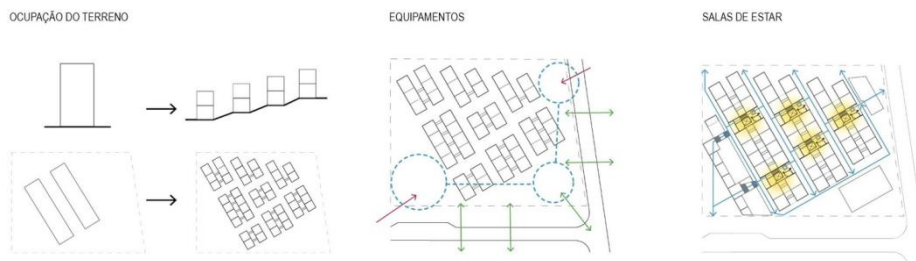 OCUPAÇÃO DO TERRENO
EQUIPAMENTOS
SALAS DE ESTAR